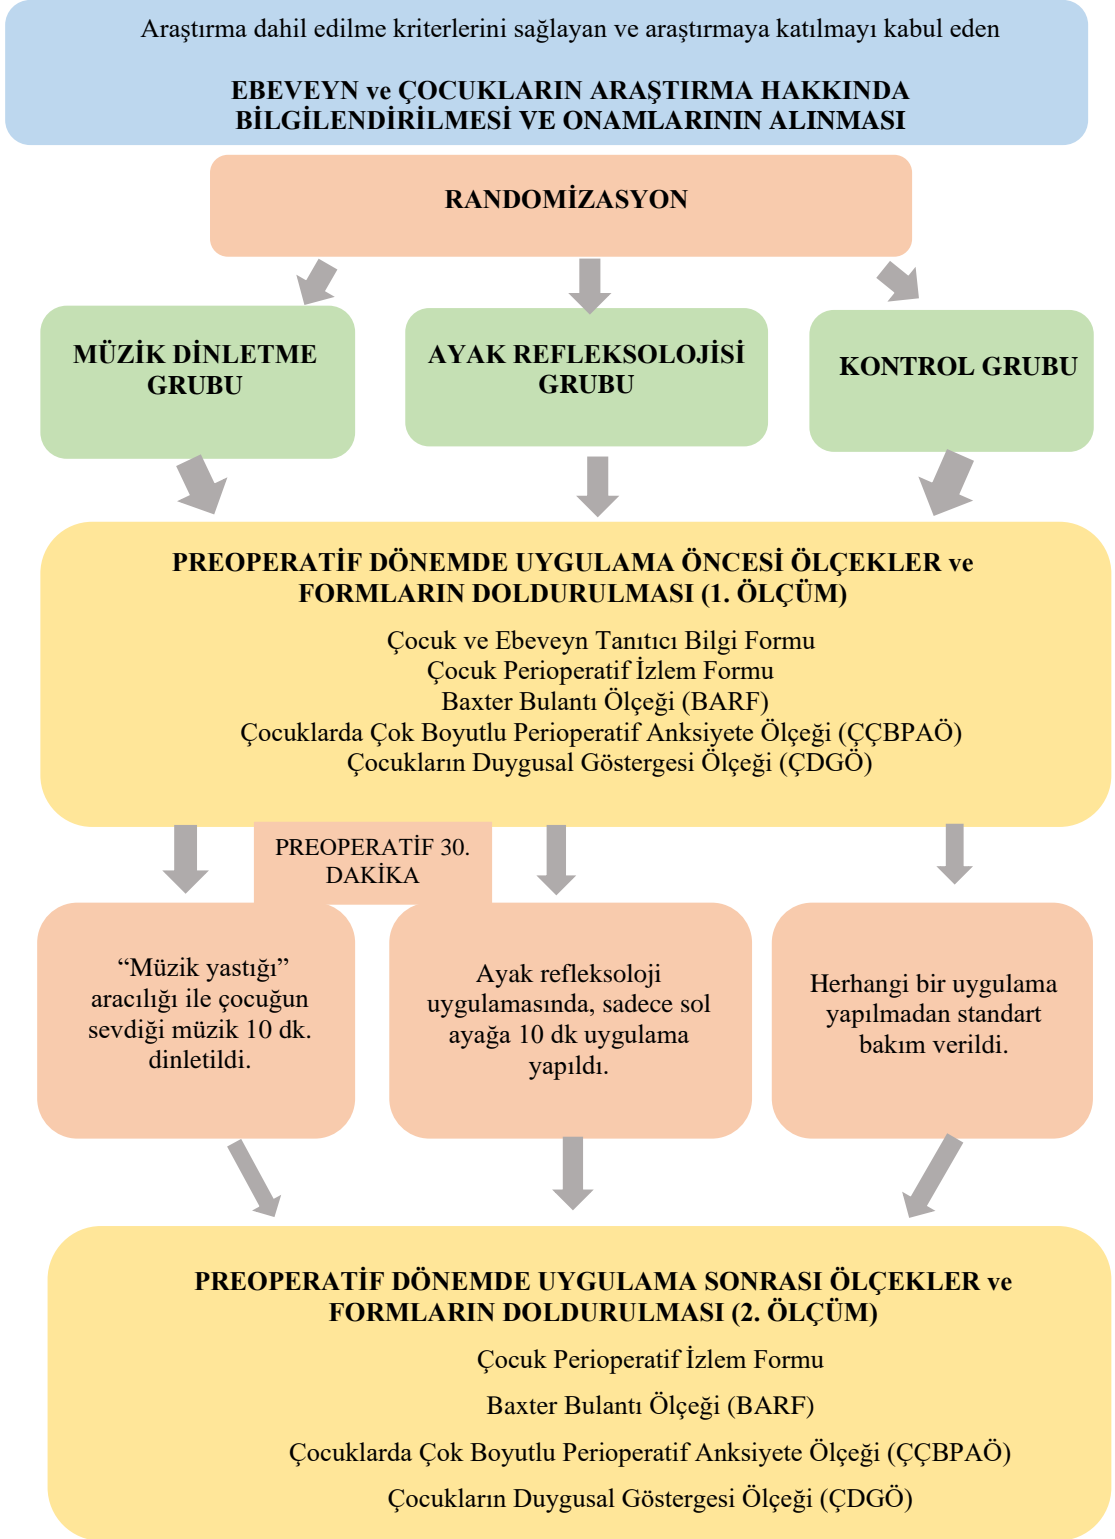 Araştırma dahil edilme kriterlerini sağlayan ve araştırmaya katılmayı kabul eden
EBEVEYN ve ÇOCUKLARIN ARAŞTIRMA HAKKINDA
BİLGİLENDİRİLMESİ VE ONAMLARININ ALINMASI
RANDOMİZASYON
MÜZİK DİNLETME
GRUBU
AYAK REFLEKSOLOJİSİ
GRUBU
KONTROL GRUBU
PREOPERATİF DÖNEMDE UYGULAMA ÖNCESİ ÖLÇEKLER ve
FORMLARIN DOLDURULMASI (1. ÖLÇÜM)
Çocuk ve Ebeveyn Tanıtıcı Bilgi Formu
Çocuk Perioperatif İzlem Formu
Baxter Bulantı Ölçeği (BARF)
Çocuklarda Çok Boyutlu Perioperatif Anksiyete Ölçeği (ÇÇBPAÖ)
Çocukların Duygusal Göstergesi Ölçeği (ÇDGÖ)
PREOPERATİF 30.
DAKİKA
“Müzik yastığı”
aracılığı ile çocuğun
sevdiği müzik 10 dk.
dinletildi.
Ayak refleksoloji
uygulamasında, sadece sol
ayağa 10 dk uygulama
yapıldı.
Herhangi bir uygulama
yapılmadan standart
bakım verildi.
PREOPERATİF DÖNEMDE UYGULAMA SONRASI ÖLÇEKLER ve
FORMLARIN DOLDURULMASI (2. ÖLÇÜM)
Çocuk Perioperatif İzlem Formu
Baxter Bulantı Ölçeği (BARF)
Çocuklarda Çok Boyutlu Perioperatif Anksiyete Ölçeği (ÇÇBPAÖ)
Çocukların Duygusal Göstergesi Ölçeği (ÇDGÖ)